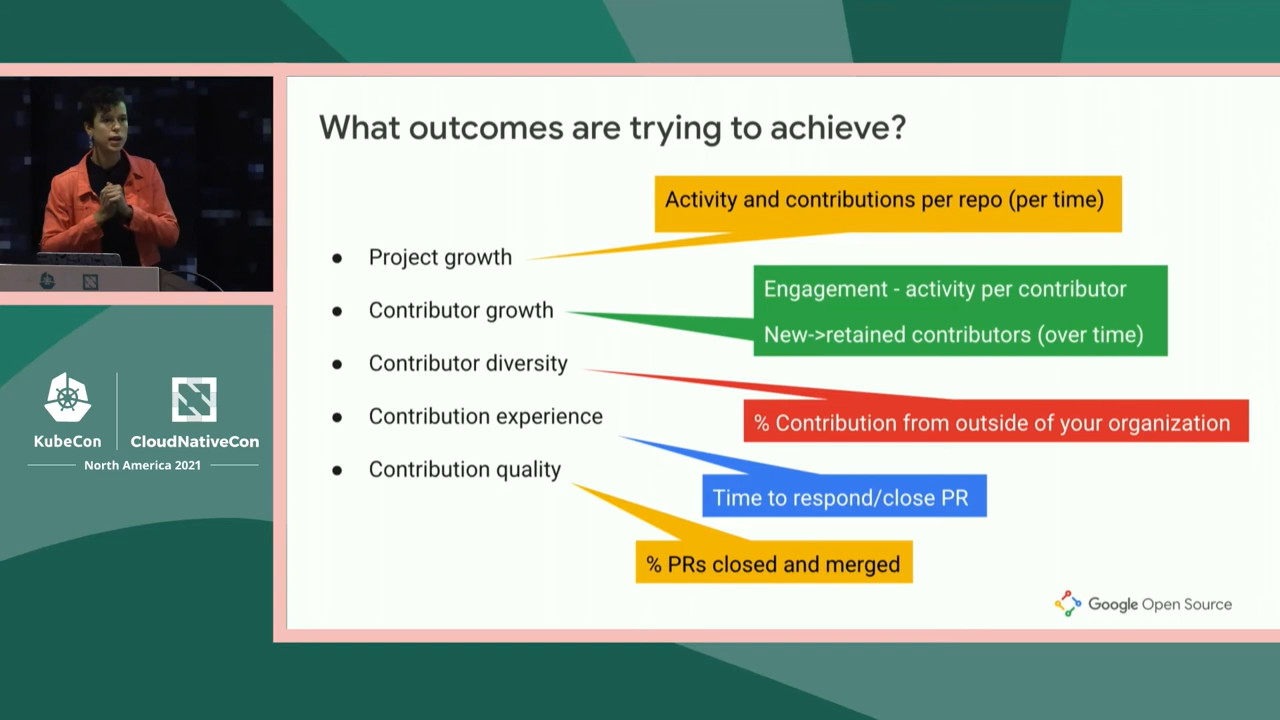 What outcomes are trying to achieve?
Activity and contributions per repo (per time)
Project growth
Engagement - activity per contributor
Contributor growth
New->retained contributors (over time)
Contributor diversity
Contribution experience
% Contribution from outside of your organization
Contribution quality
Time to respond/close PR
% PRs closed and merged
Google Open Source
KubeCon
CloudNativeCon
North America 2021